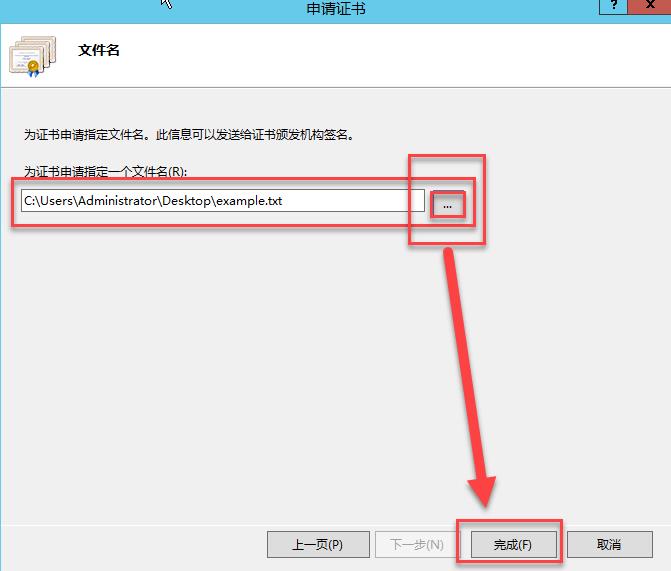 申请证书
?
x
文件名
为证书申请指定文件名。此信息可以发送给证书颁发机构签名。
为证书申请指定一个文件名(R):
C:\Users\Administrator\Desktop\example.txt
...
上一页(P)
下一步(N)
完成(F)
取消